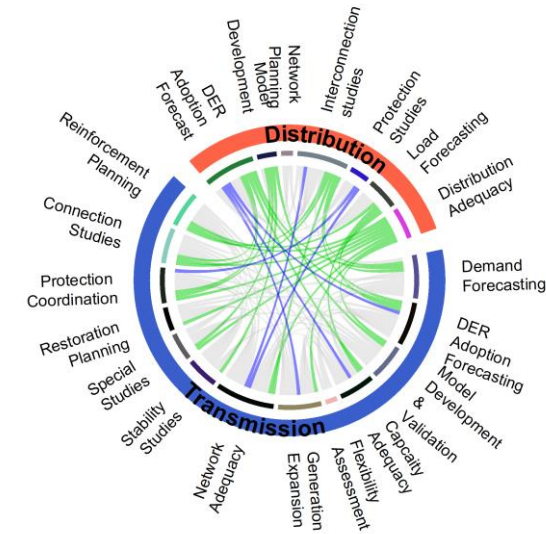 Distribution
Transmission
Reinforcement
Planning
DER
Adoption
Forecast
Model
Development
Network
Planning
Interconnection
studies
Protection
Studies
Load
Forecasting
Distribution
Adequacy
Demand
Forecasting
DER
Adoption
Forecasting
Model
Development
&
Validation
Capcaity
Adequacy
Flexibility
Assessment
Generation
Expansion
Network
Adequacy
Stability
Studies
Special
Studies
Restoration
Planning
Protection
Coordination
Connection
Studies